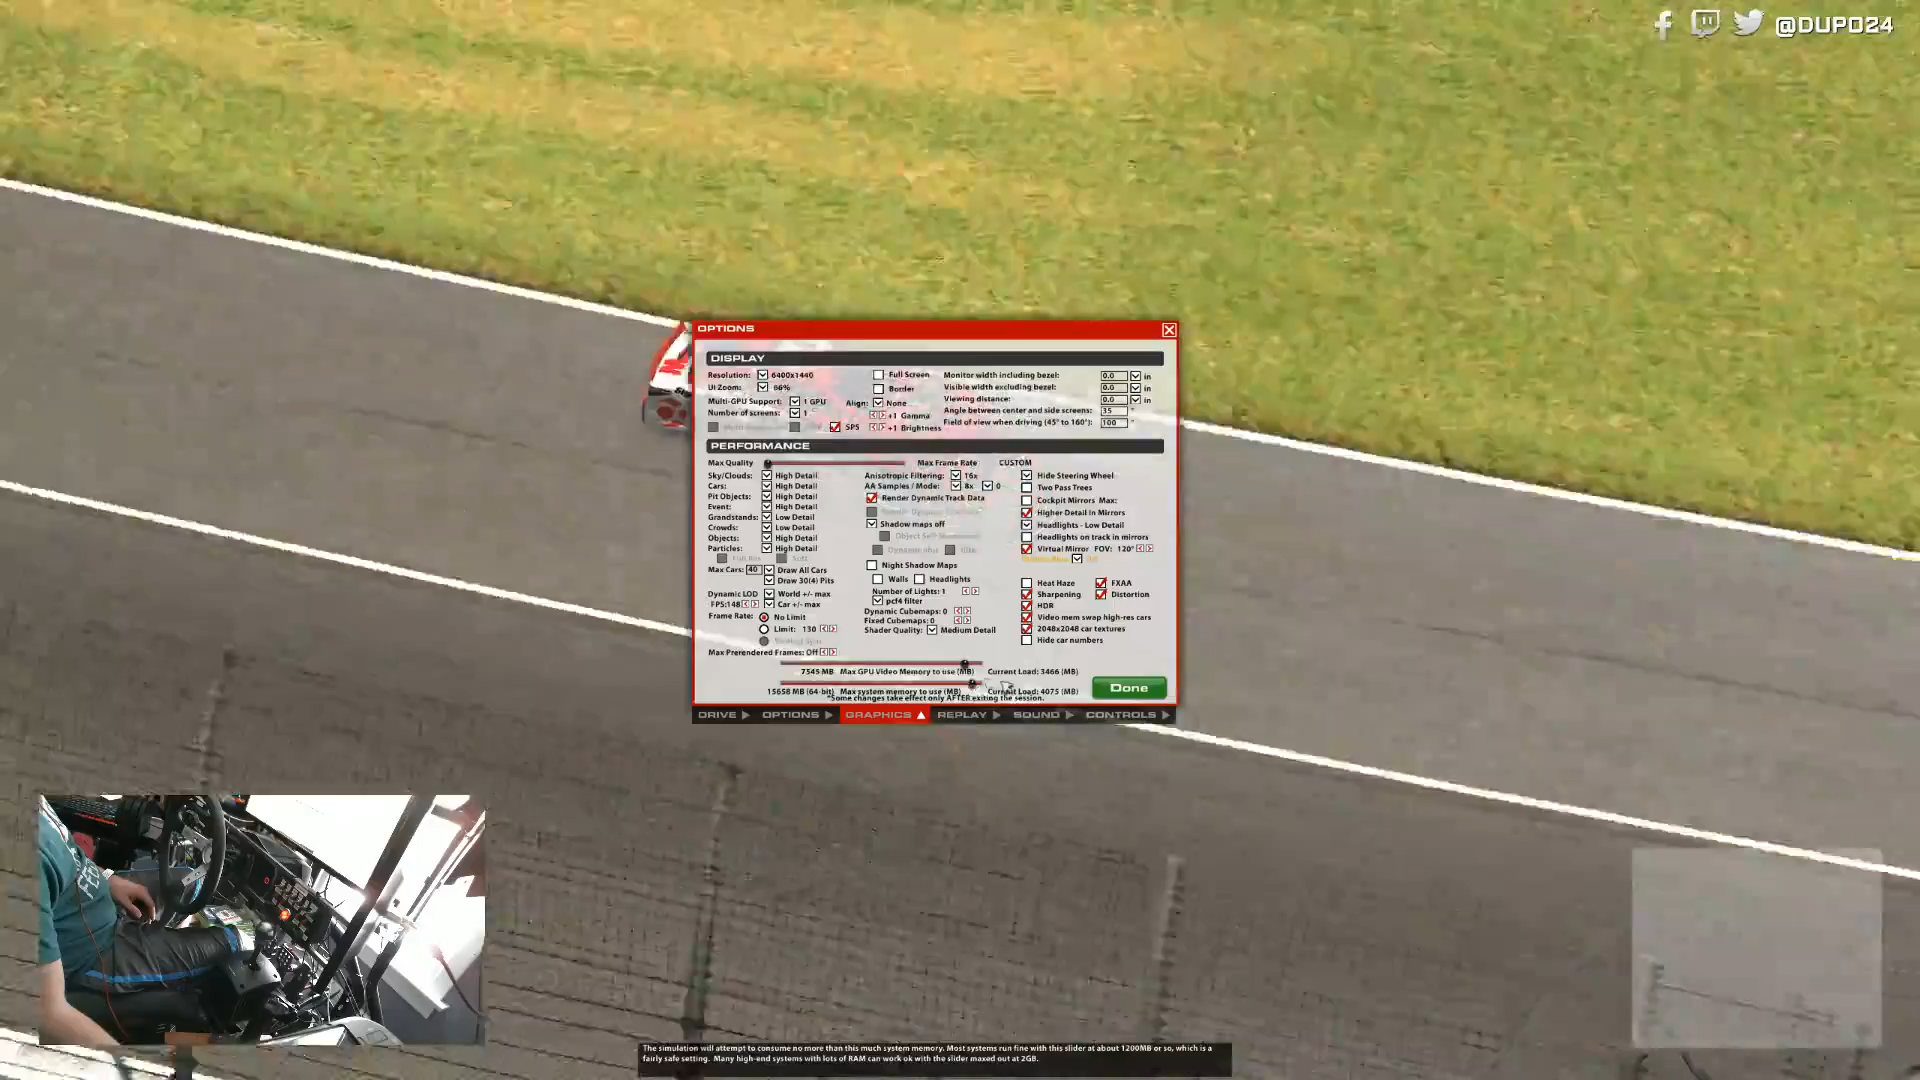 @DUPO24
OPTIONS
DISPLAY
Resolution: 6400x1440
UI Zoom: 66%
Multi-GPU Support: 1 GPU
Number of screens: 1
Full Screen
Border
Align: None
+1 Gamma
SPS +1 Brightness
Monitor width including bezel: 0.0 in
Visible width excluding bezel: 0.0 in
Viewing distance: 0.0 in
Angle between center and side screens: 35 °
Field of view when driving (45° to 160°): 100 °
PERFORMANCE
Max Quality Max Frame Rate CUSTOM
Sky/Clouds: High Detail
Cars: High Detail
Pit Objects: High Detail
Event: High Detail
Grandstands: Low Detail
Crowds: Low Detail
Objects: High Detail
Particles: High Detail
Max Cars: 40 Draw All Cars
Draw 30(4) Pits
Dynamic LOD World +/- max
FPS:148 Car +/- max
Frame Rate: No Limit
Limit: 130
Max Prerendered Frames: Off
Anisotropic Filtering: 16x
AA Samples / Mode: 8x 0
Render Dynamic Track Data
Shadow maps off
Night Shadow Maps
Walls Headlights
Number of Lights: 1
pcf4 filter
Dynamic Cubemaps: 0
Fixed Cubemaps: 0
Shader Quality: Medium Detail
Hide Steering Wheel
Two Pass Trees
Cockpit Mirrors Max:
Higher Detail In Mirrors
Headlights - Low Detail
Headlights on track in mirrors
Virtual Mirror FOV: 120°
Heat Haze FXAA
Sharpening Distortion
HDR
Video mem swap high-res cars
2048x2048 car textures
Hide car numbers
7545 MB Max GPU Video Memory to use (MB) Current Load: 3466 (MB)
15658 MB (64-bit) Max system memory to use (MB) Current Load: 4075 (MB)
*Some changes take effect only AFTER exiting the session.
Done
DRIVE OPTIONS GRAPHICS REPLAY SOUND CONTROLS
The simulation will attempt to consume no more than this much system memory. Most systems run fine with this slider at about 1200MB or so, which is a
fairly safe setting. Many high-end systems with lots of RAM can work ok with the slider maxed out at 2GB.